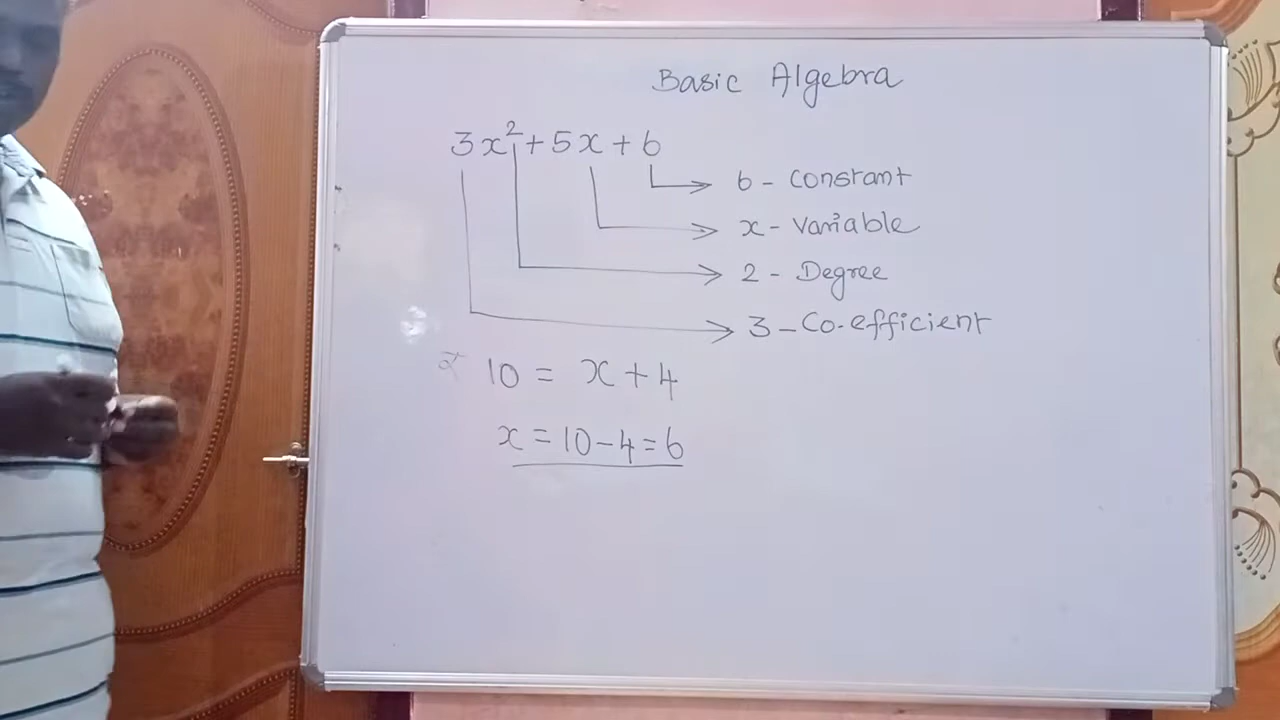 Basic Algebra
3x²+5x+6
6 - Constant
x - Variable
2 - Degree
3 - Co-efficient
10 = x+4
x = 10-4=6